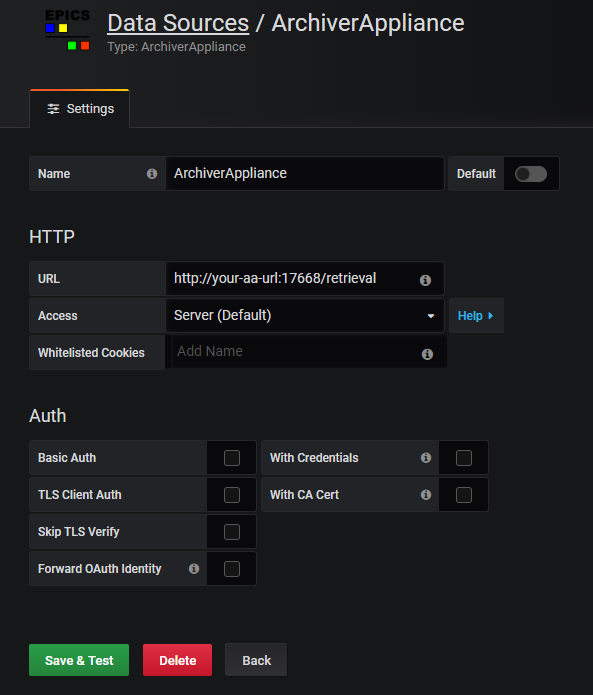 EPICS
Data Sources / ArchiverAppliance
Type: ArchiverAppliance
Settings
Name ArchiverAppliance Default
HTTP
URL http://your-aa-url:17668/retrieval
Access Server (Default) Help
Whitelisted Cookies Add Name
Auth
Basic Auth With Credentials
TLS Client Auth With CA Cert
Skip TLS Verify
Forward OAuth Identity
Save & Test Delete Back